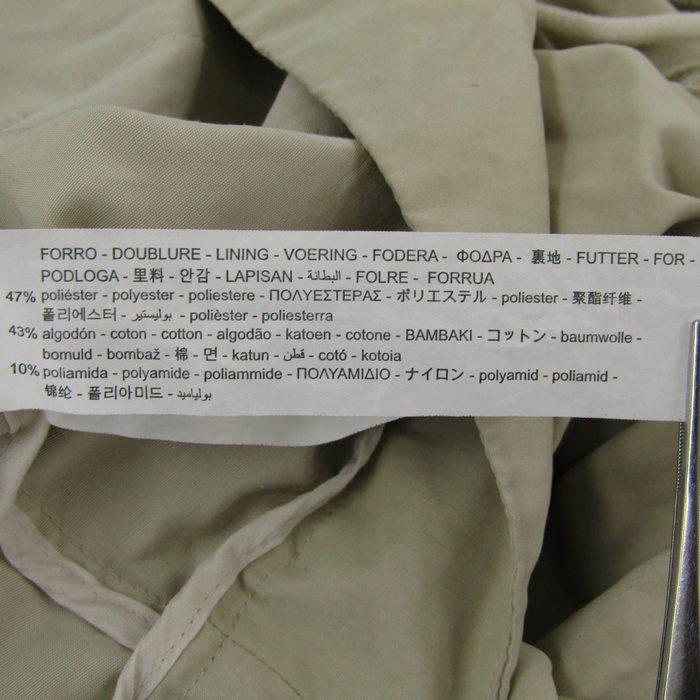 FORRO - DOUBLURE - LINING - VOERING - FODERA - ΦΟΔΡΑ - 裏地 - FUTTER - FOR -
PODLOGA - 里料 - 안감 - LAPISAN - البطانة - FOLRE - FORRUA
47% poliéster - polyester - poliestere - ΠΟΛΥΕΣΤΕΡΑΣ - ポリエステル - poliester - 聚酯纤维 -
폴리에스터 - بوليستير - polièster - poliesterra
43% algodón - coton - cotton - algodão - katoen - cotone - BAMBAKI - コットン - baumwolle -
bomuld - bombaž - 棉 - 면 - katun - قطن - cotó - kotoia
10% poliamida - polyamide - poliammide - ΠΟΛΥΑΜΙΔΙΟ - ナイロン - polyamid - poliamid -
锦纶 - 폴리아미드 - بولياميد